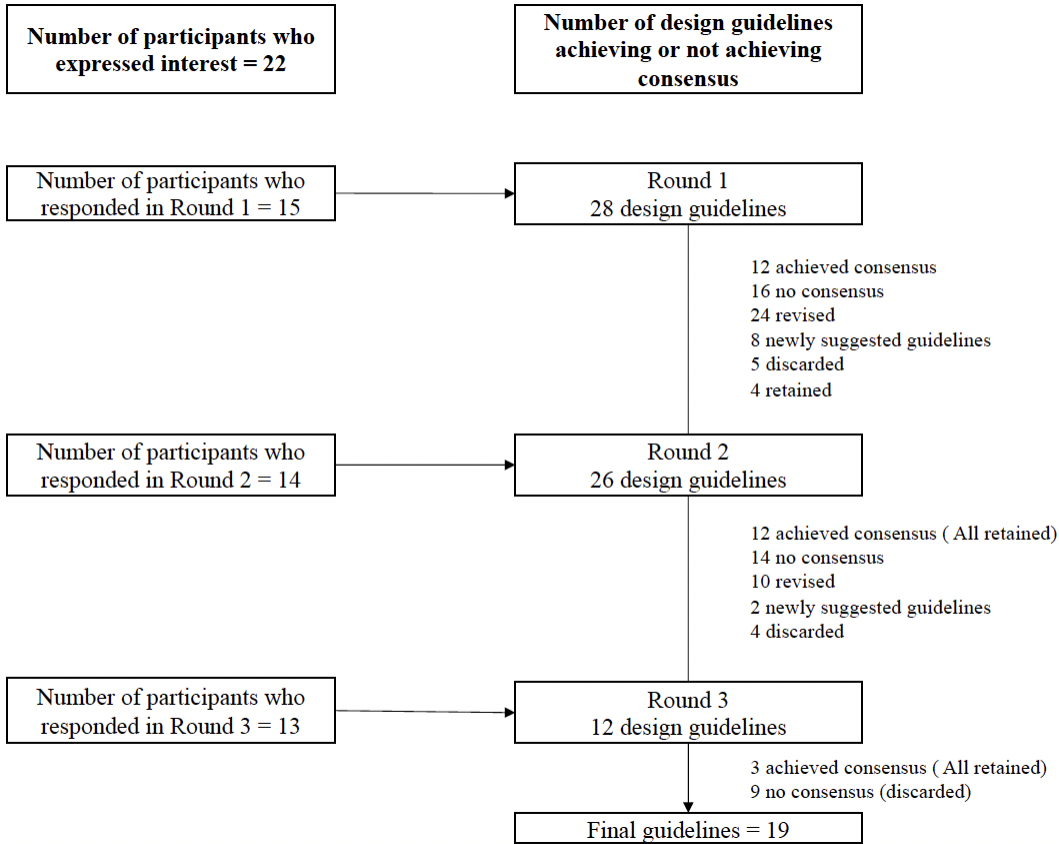 Number of participants who
expressed interest = 22
Number of design guidelines
achieving or not achieving
consensus
Number of participants who
responded in Round 1 = 15
Round 1
28 design guidelines
12 achieved consensus
16 no consensus
24 revised
8 newly suggested guidelines
5 discarded
4 retained
Number of participants who
responded in Round 2 = 14
Round 2
26 design guidelines
12 achieved consensus ( All retained)
14 no consensus
10 revised
2 newly suggested guidelines
4 discarded
Number of participants who
responded in Round 3 = 13
Round 3
12 design guidelines
3 achieved consensus ( All retained)
9 no consensus (discarded)
Final guidelines = 19